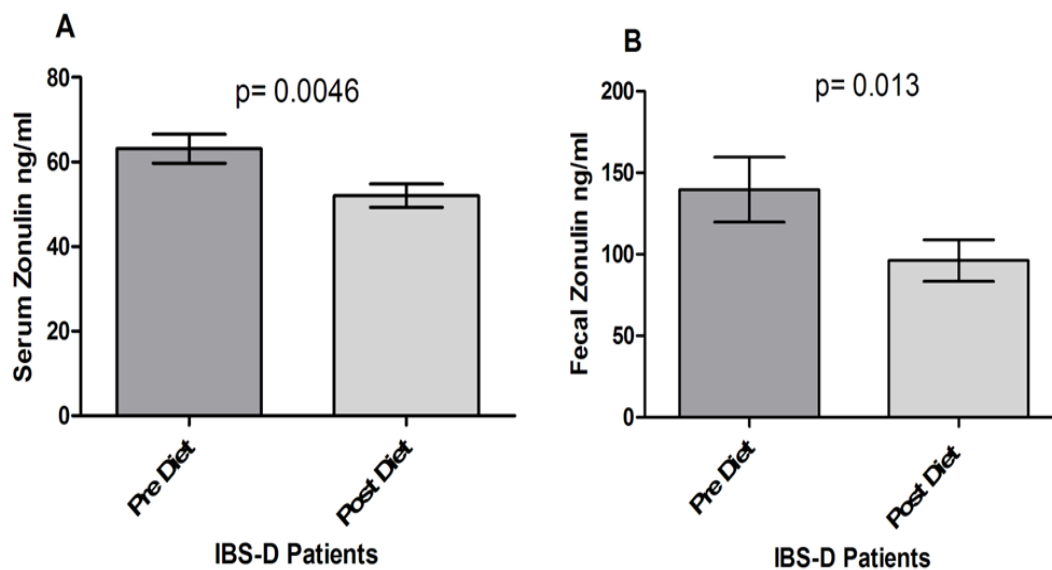 A
p= 0.0046
Serum Zonulin ng/ml
80
60
40
20
0
Pre Diet
Post Diet
IBS-D Patients
B
p= 0.013
Fecal Zonulin ng/ml
200
150
100
50
0
Pre Diet
Post Diet
IBS-D Patients